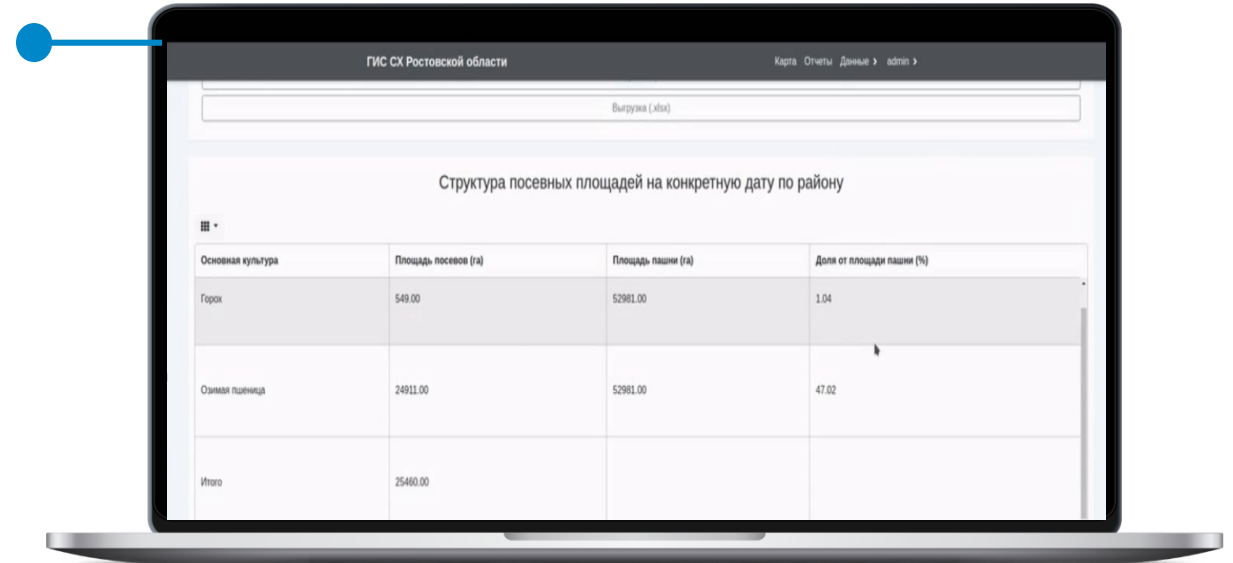 ГИС СХ Ростовской области Карта Отчеты Данные admin
Выгрузка (.xlsx)
Структура посевных площадей на конкретную дату по району
Основная культура Площадь посевов (га) Площадь пашни (га) Доля от площади пашни (%)
Горох 549.00 52981.00 1.04
Озимая пшеница 24911.00 52981.00 47.02
Итого 25460.00